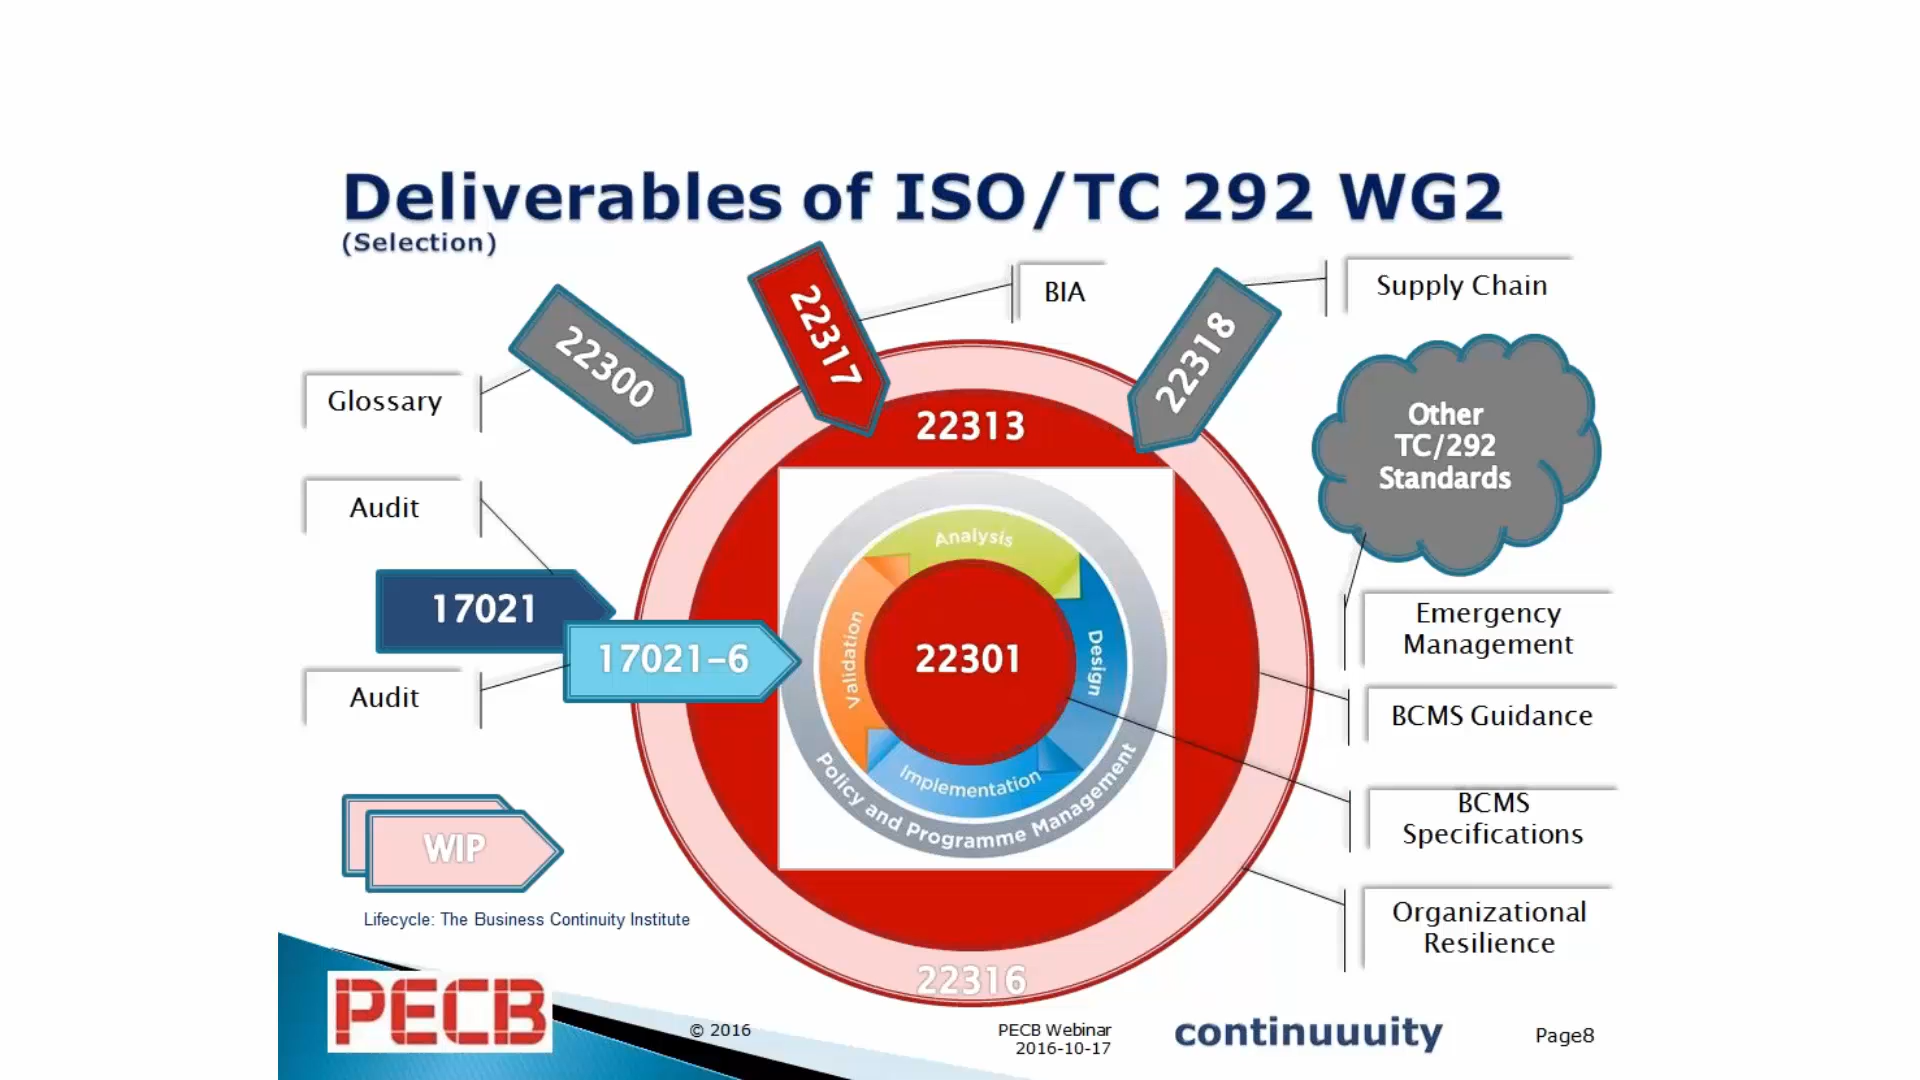 Deliverables of ISO/TC 292 WG2
(Selection)
22300
22317
BIA
22318
Supply Chain
Glossary
22313
Other
TC/292
Standards
Audit
Analysis
17021
17021-6
Validation
22301
Design
Emergency
Management
Audit
BCMS Guidance
Implementation
Policy and Programme Management
BCMS
Specifications
WIP
Lifecycle: The Business Continuity Institute
Organizational
Resilience
22316
PECB
© 2016
PECB Webinar
2016-10-17
continuuuity
Page8